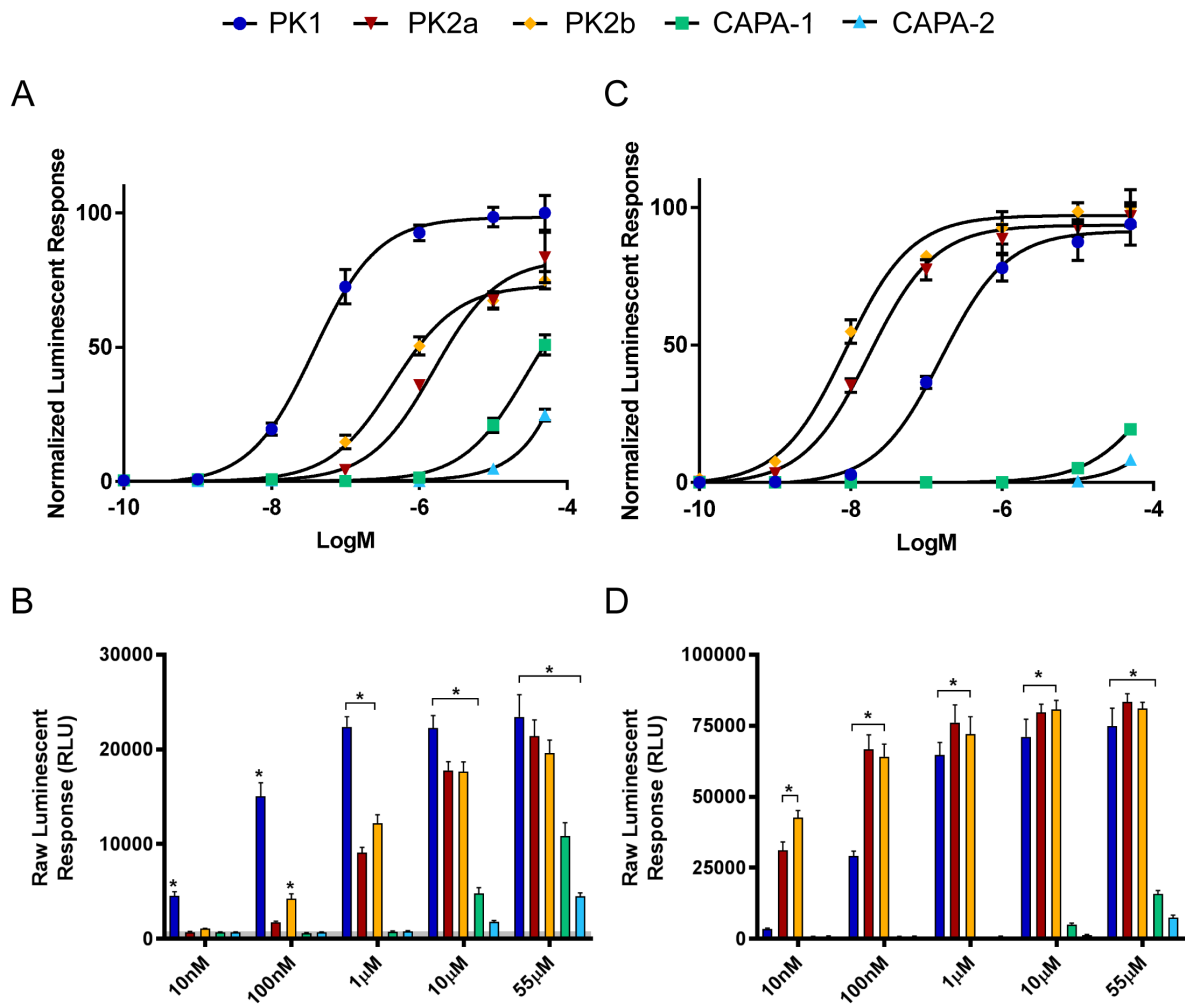 PK1 PK2a PK2b CAPA-1 CAPA-2
A
Normalized Luminescent Response
100
50
0
-10 -8 -6 -4
LogM
C
Normalized Luminescent Response
100
50
0
-10 -8 -6 -4
LogM
B
Raw Luminescent
Response (RLU)
30000
20000
10000
0
* * * * * *
10nM 100nM 1μM 10μM 55μM
D
Raw Luminescent
Response (RLU)
100000
75000
50000
25000
0
* * * * *
10nM 100nM 1μM 10μM 55μM